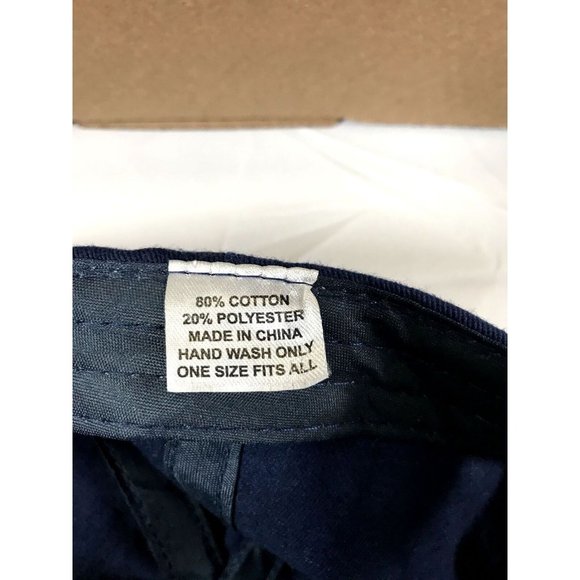 80% COTTON
20% POLYESTER
MADE IN CHINA
HAND WASH ONLY
ONE SIZE FITS ALL